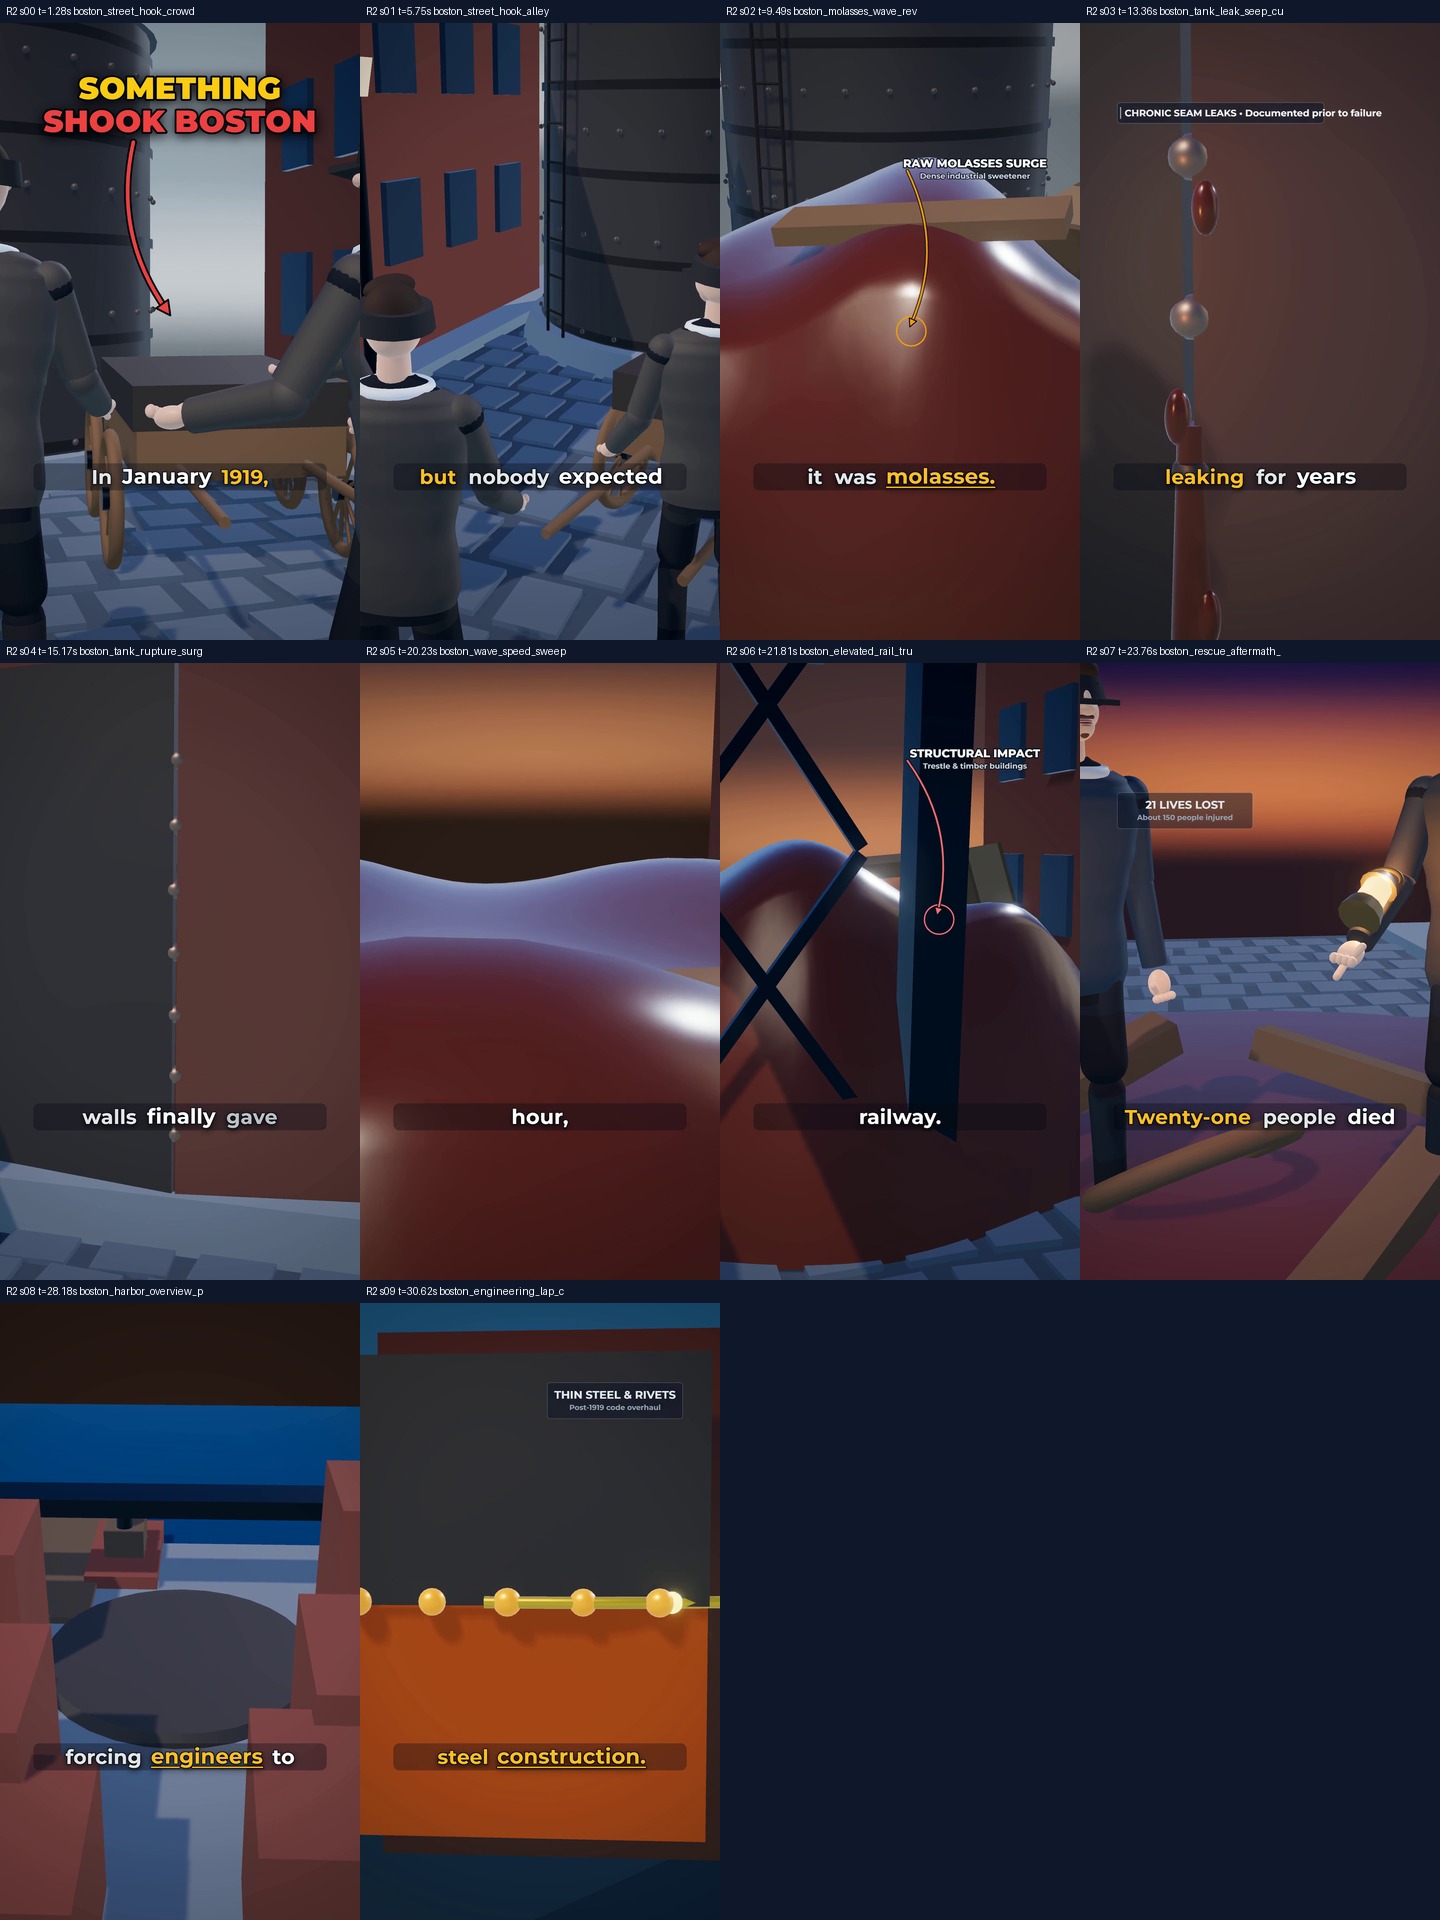 R2 s00 t=1.28s boston_street_hook_crowd
SOMETHING
SHOOK BOSTON
In January 1919,
R2 s01 t=5.75s boston_street_hook_alley
but nobody expected
R2 s02 t=9.49s boston_molasses_wave_rev
RAW MOLASSES SURGE
Dense industrial sweetener
it was molasses.
R2 s03 t=13.36s boston_tank_leak_seep_cu
CHRONIC SEAM LEAKS • Documented prior to failure
leaking for years
R2 s04 t=15.17s boston_tank_rupture_surg
walls finally gave
R2 s05 t=20.23s boston_wave_speed_sweep
hour,
R2 s06 t=21.81s boston_elevated_rail_tru
STRUCTURAL IMPACT
Trestle & timber buildings
railway.
R2 s07 t=23.76s boston_rescue_aftermath_
21 LIVES LOST
About 150 people injured
Twenty-one people died
R2 s08 t=28.18s boston_harbor_overview_p
forcing engineers to
R2 s09 t=30.62s boston_engineering_lap_c
THIN STEEL & RIVETS
Post-1919 code overhaul
steel construction.